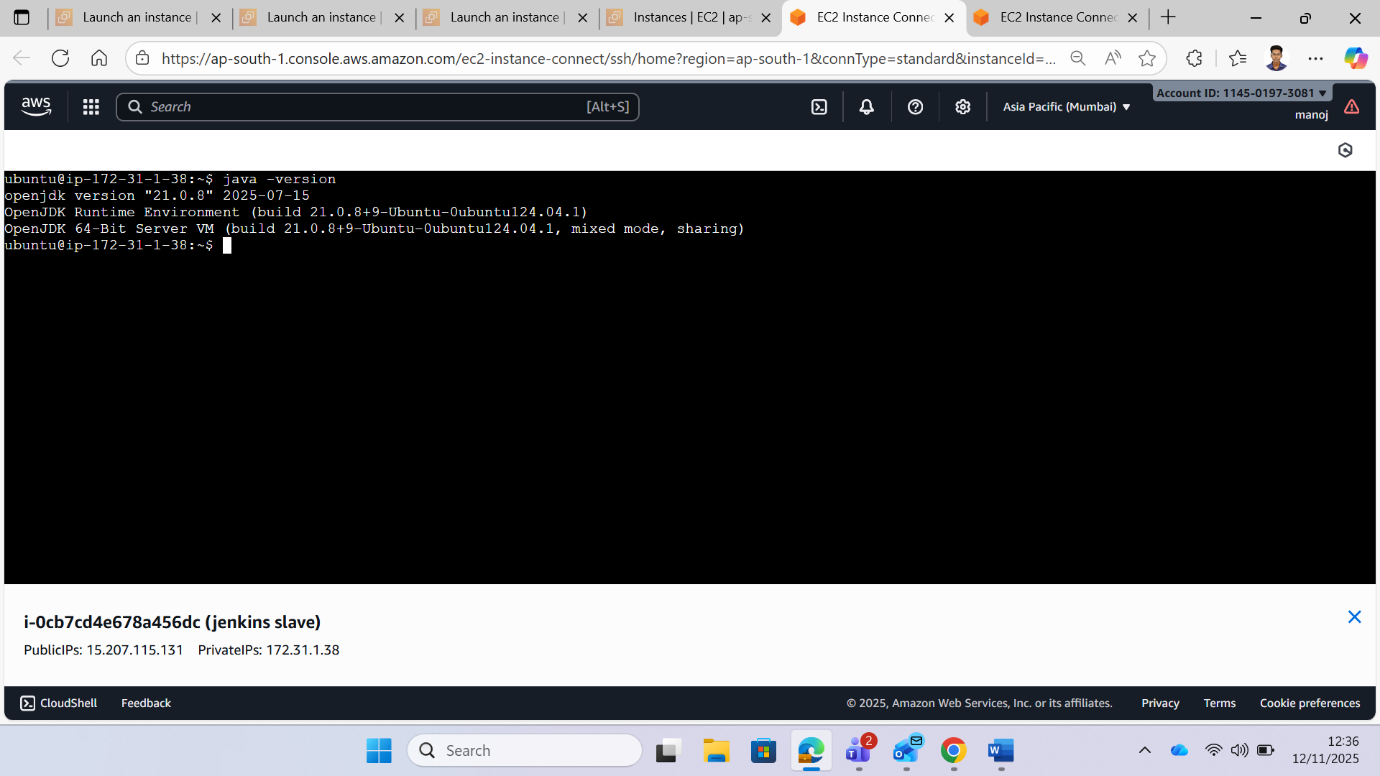 Launch an instance |
Launch an instance |
Launch an instance |
Instances | EC2 | ap-s
EC2 Instance Connec
EC2 Instance Connec
https://ap-south-1.console.aws.amazon.com/ec2-instance-connect/ssh/home?region=ap-south-1&connType=standard&instanceId=...
aws
Search
[Alt+S]
Asia Pacific (Mumbai)
Account ID: 1145-0197-3081
manoj
ubuntu@ip-172-31-1-38:~$ java -version
openjdk version "21.0.8" 2025-07-15
OpenJDK Runtime Environment (build 21.0.8+9-Ubuntu-0ubuntu124.04.1)
OpenJDK 64-Bit Server VM (build 21.0.8+9-Ubuntu-0ubuntu124.04.1, mixed mode, sharing)
ubuntu@ip-172-31-1-38:~$
i-0cb7cd4e678a456dc (jenkins slave)
PublicIPs: 15.207.115.131 PrivateIPs: 172.31.1.38
CloudShell Feedback © 2025, Amazon Web Services, Inc. or its affiliates. Privacy Terms Cookie preferences
Search
2
12:36
12/11/2025